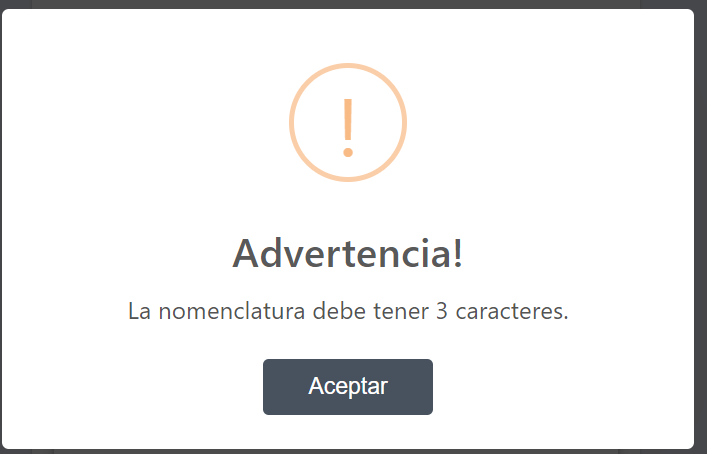 !
Advertencia!
La nomenclatura debe tener 3 caracteres.
Aceptar